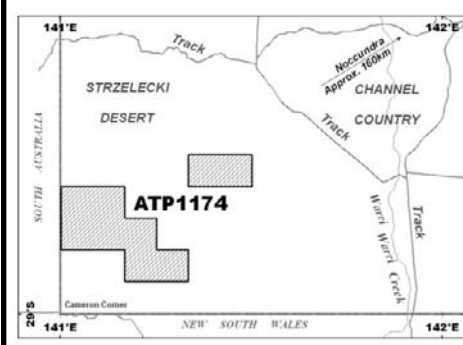 141°E
142°E
Track
Noccundra
Approx. 160km
STRZELECKI
DESERT
CHANNEL
COUNTRY
Track
SOUTH AUSTRALIA
ATP1174
Warri Warri Creek
Track
Cameron Corner
29°S
141°E
NEW SOUTH WALES
142°E